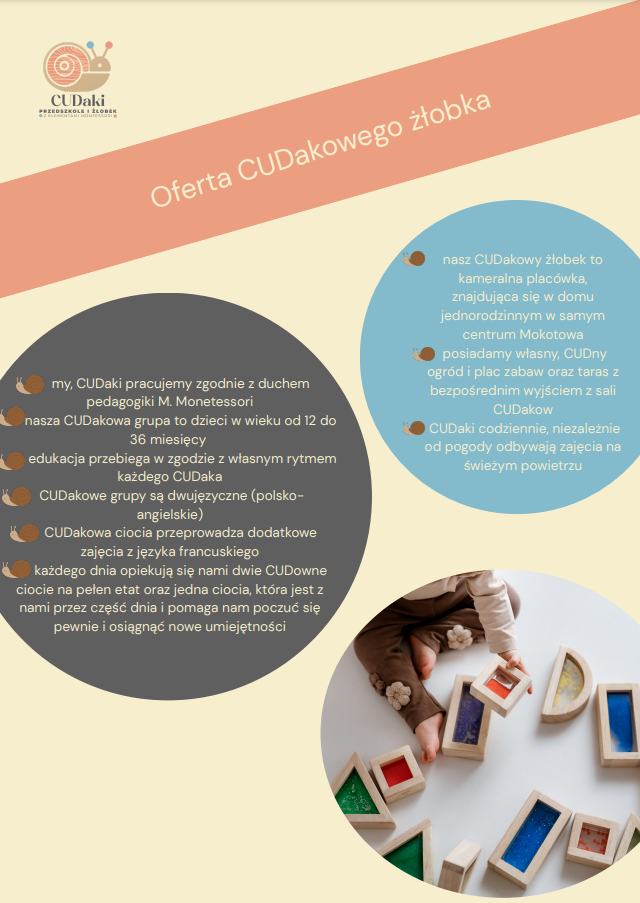 CUDaki
PRZEDSZKOLE I ŻŁOBEK
Z ELEMENTAMI MONTESSORI
Oferta CUDakowego żłobka
nasz CUDakowy żłobek to
kameralna placówka,
znajdująca się w domu
jednorodzinnym w samym
centrum Mokotowa
posiadamy własny, CUDny
ogród i plac zabaw oraz taras z
bezpośrednim wyjściem z sali
CUDakow
CUDaki codziennie, niezależnie
od pogody odbywają zajęcia na
świeżym powietrzu
my, CUDaki pracujemy zgodnie z duchem
pedagogiki M. Monetessori
nasza CUDakowa grupa to dzieci w wieku od 12 do
36 miesięcy
edukacja przebiega w zgodzie z własnym rytmem
każdego CUDaka
CUDakowe grupy są dwujęzyczne (polsko-
angielskie)
CUDakowa ciocia przeprowadza dodatkowe
zajęcia z języka francuskiego
każdego dnia opiekują się nami dwie CUDowne
ciocie na pełen etat oraz jedna ciocia, która jest z
nami przez część dnia i pomaga nam poczuć się
pewnie i osiągnąć nowe umiejętności